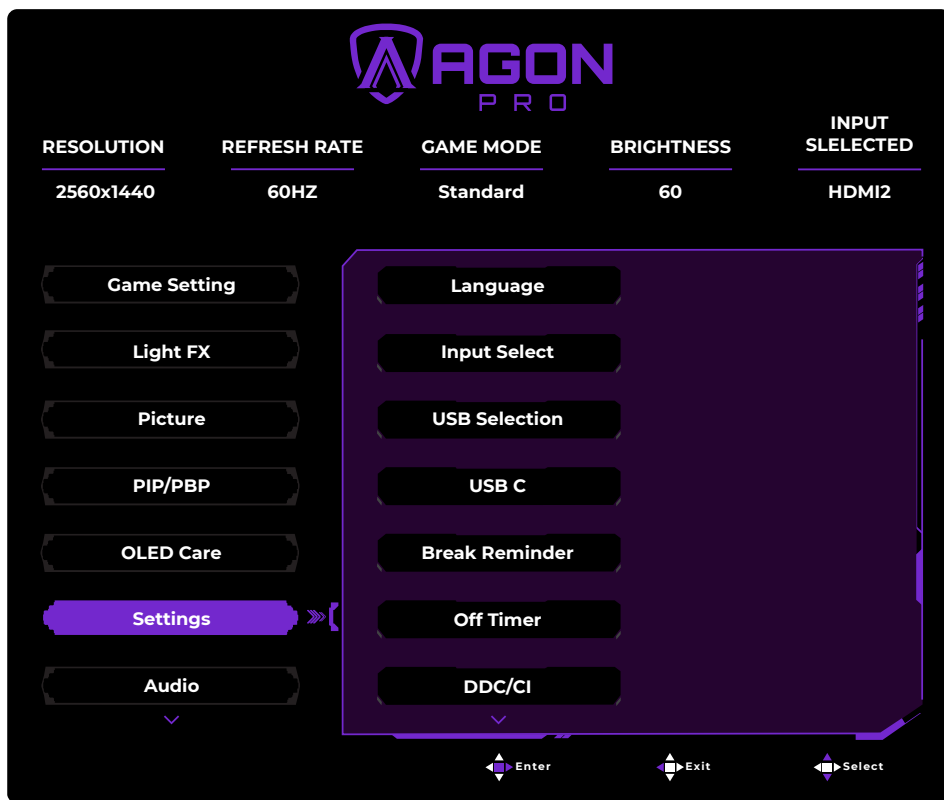 AGON
PRO
RESOLUTION
REFRESH RATE
GAME MODE
BRIGHTNESS
INPUT
SLELECTED
2560x1440
60HZ
Standard
60
HDMI2
Game Setting
Light FX
Picture
PIP/PBP
OLED Care
Settings
Audio
Language
Input Select
USB Selection
USB C
Break Reminder
Off Timer
DDC/CI
Enter
Exit
Select